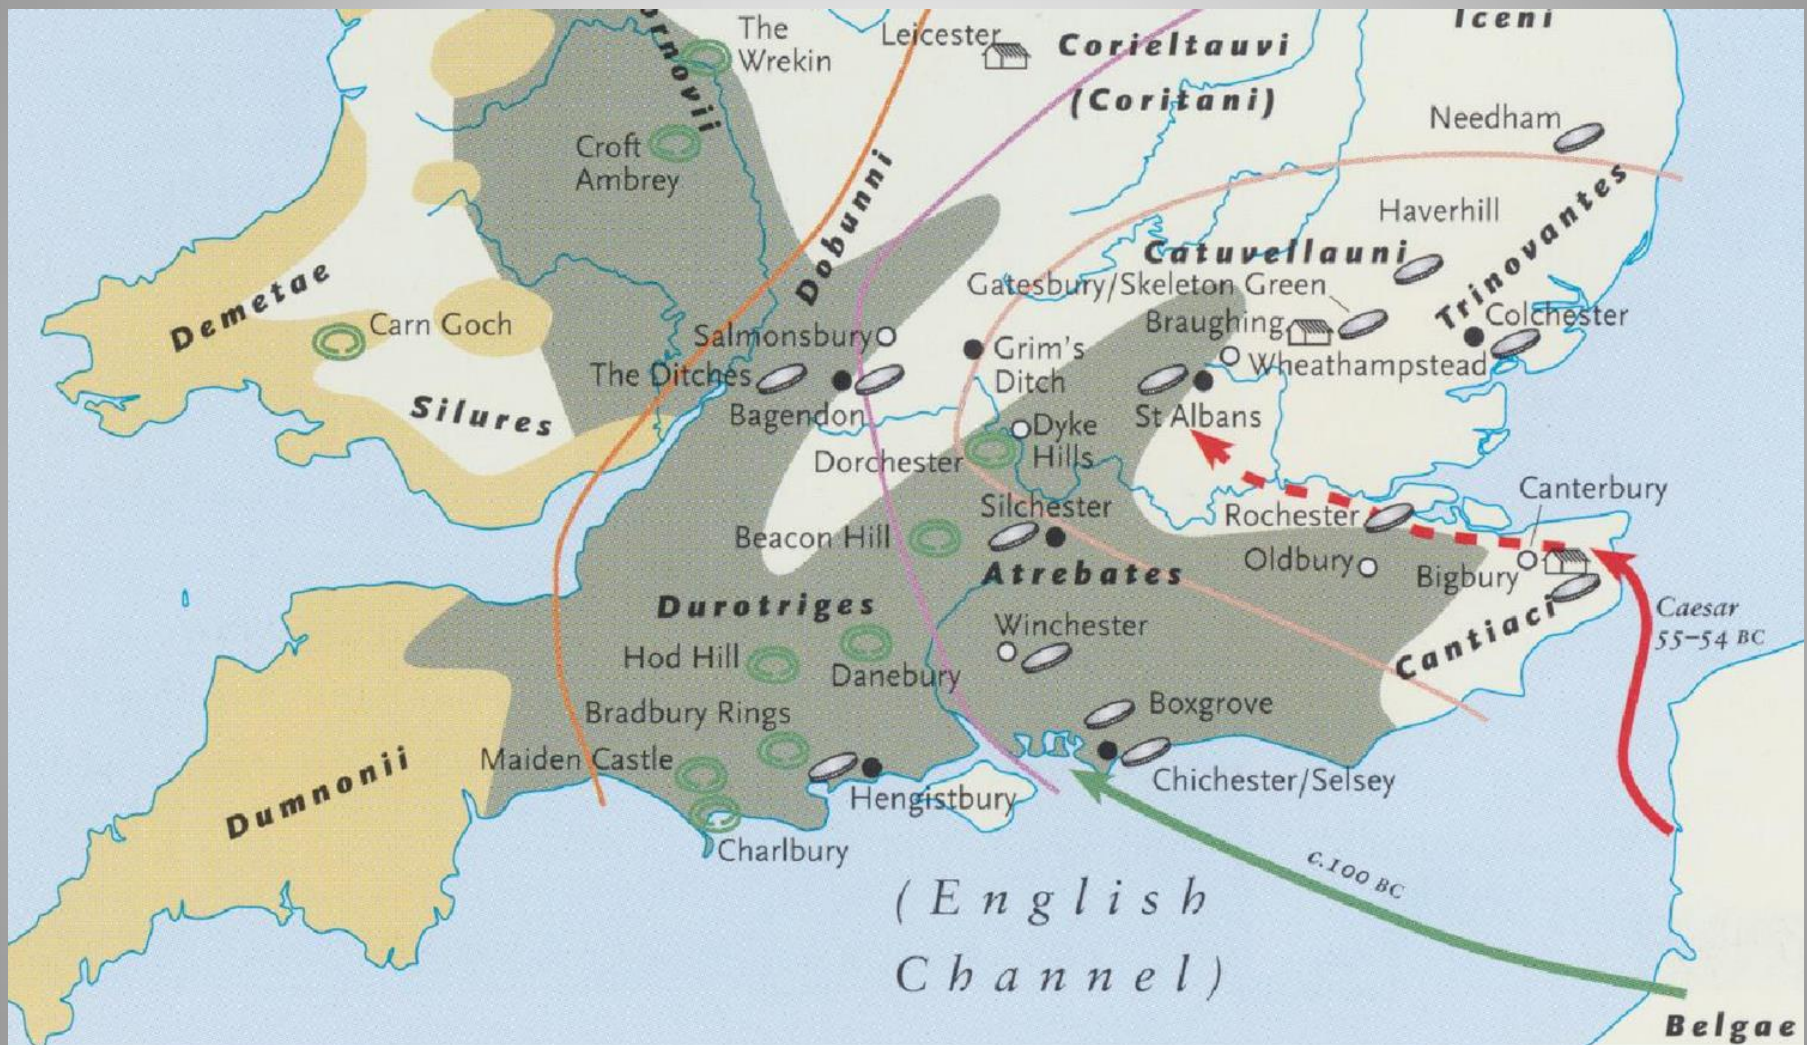 ornovii
The
Wrekin
Leicester
Corieltauvi
(Coritani)
Iceni
Needham
Croft
Ambrey
Dobunni
Haverhill
Trinovantes
Catuvellauni
Gatesbury/Skeleton Green
Demetae
Carn Goch
Salmonsbury
Grim's
Ditch
Braughing
Colchester
Wheathampstead
The Ditches
Bagendon
St Albans
Silures
Dyke
Hills
Dorchester
Canterbury
Silchester
Rochester
Beacon Hill
Oldbury
Bigbury
Atrebates
Durotriges
Cantiaci
Caesar
55–54 BC
Winchester
Hod Hill
Danebury
Boxgrove
Bradbury Rings
Maiden Castle
Dumnonii
Hengistbury
Chichester/Selsey
Charlbury
c.100 BC
(English
Channel)
Belgae